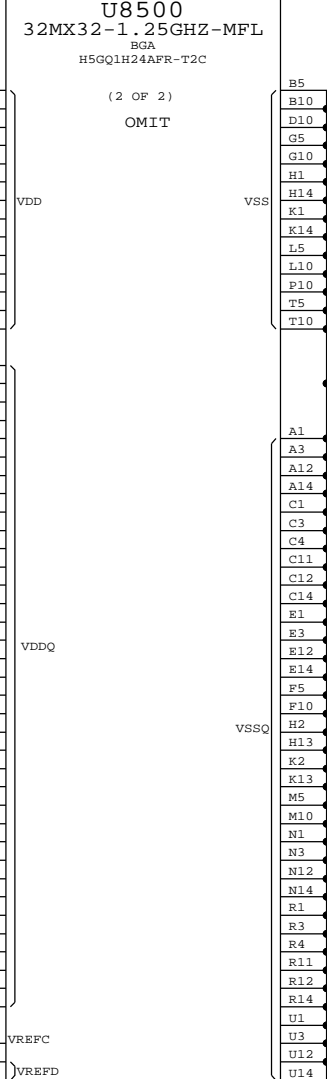 U8500
32MX32-1.25GHZ-MFL
BGA
H5GQ1H24AFR-T2C
(2 OF 2)
OMIT
VDD
VSS
B5
B10
D10
G5
G10
H1
H14
K1
K14
L5
L10
P10
T5
T10
VDDQ
VSSQ
A1
A3
A12
A14
C1
C3
C4
C11
C12
C14
E1
E3
E12
E14
F5
F10
H2
H13
K2
K13
M5
M10
N1
N3
N12
N14
R1
R3
R4
R11
R12
R14
U1
U3
U12
U14
VREFC
VREFD